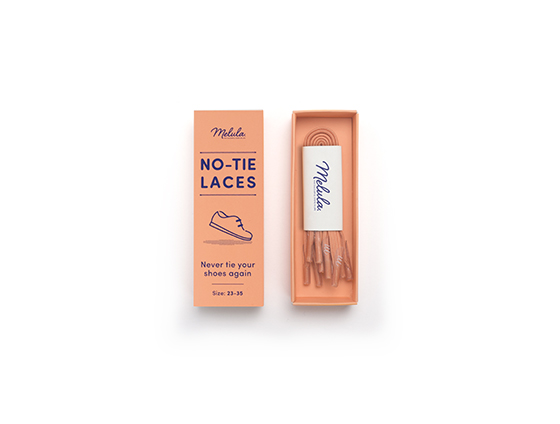 Melula
NO-TIE
LACES
Never tie your
shoes again
Size: 23-35
Melula